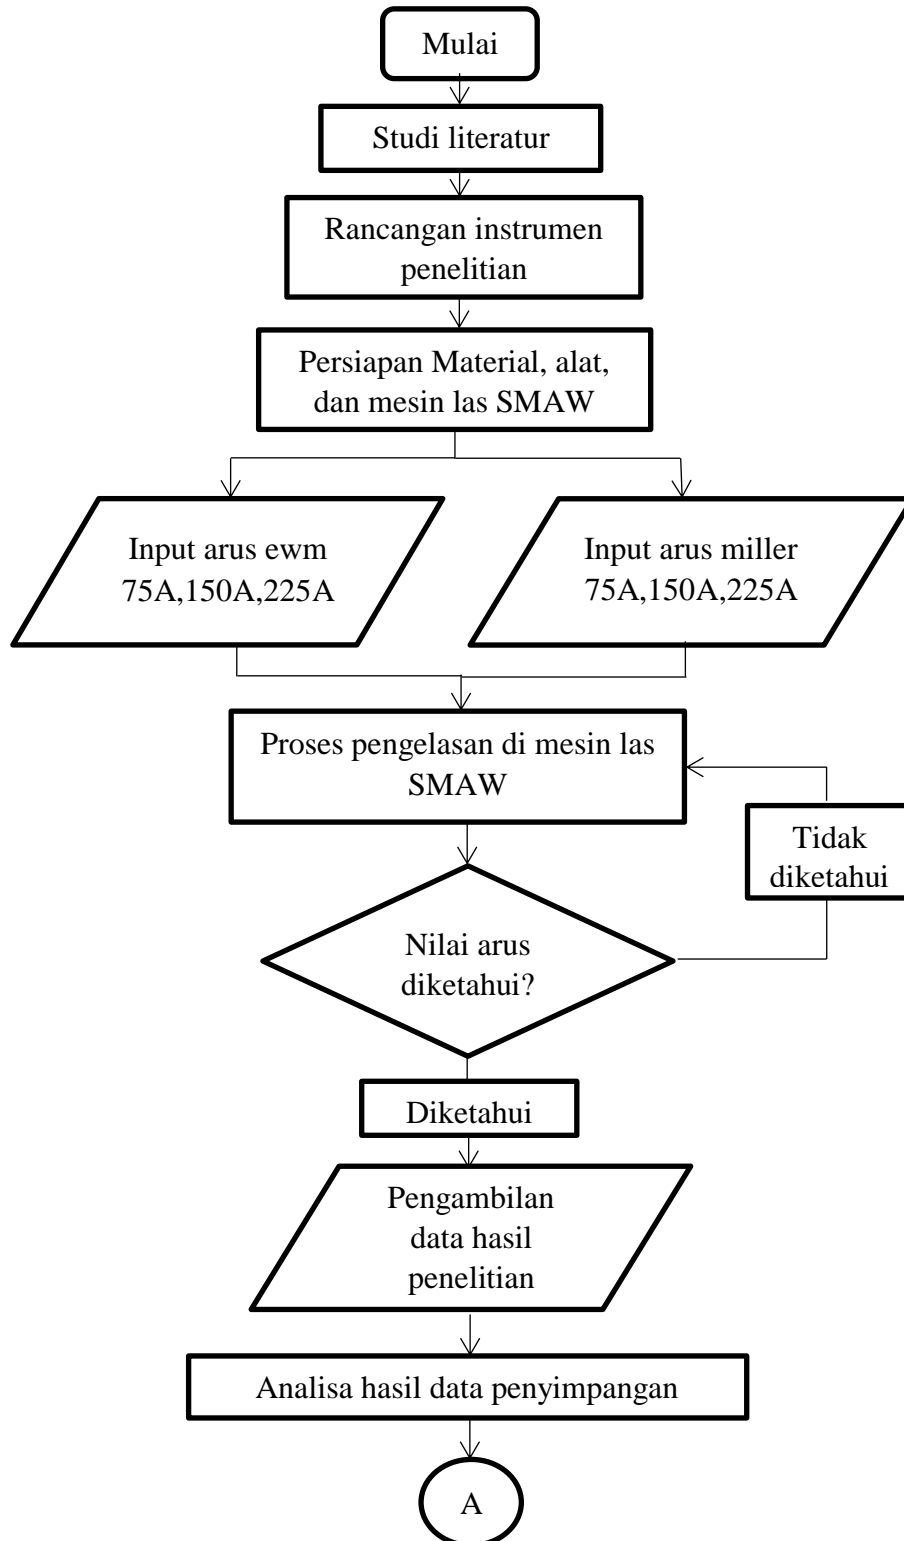 Mulai
Studi literatur
Rancangan instrumen
penelitian
Persiapan Material, alat,
dan mesin las SMAW
Input arus ewm
75A,150A,225A
Input arus miller
75A,150A,225A
Proses pengelasan di mesin las
SMAW
Tidak
diketahui
Nilai arus
diketahui?
Diketahui
Pengambilan
data hasil
penelitian
Analisa hasil data penyimpangan
A